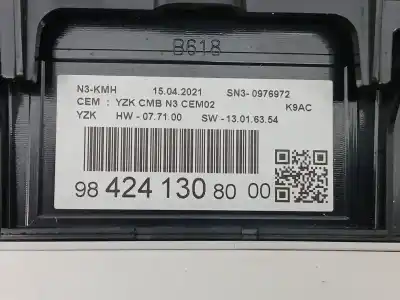 B618
N3-KMH 15.04.2021 SN3- 0976972
CEM : YZK CMB N3 CEM02 K9AC
YZK HW - 07.71.00 SW - 13.01.63.54
98 424 130 80 00